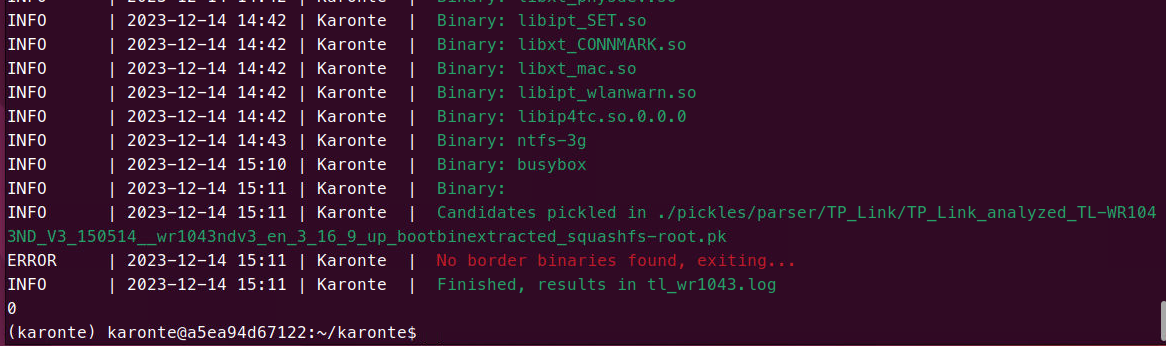 INFO | 2023-12-14 14:42 | Karonte | Binary: libxt_physdev.so
INFO | 2023-12-14 14:42 | Karonte | Binary: libipt_SET.so
INFO | 2023-12-14 14:42 | Karonte | Binary: libxt_CONNMARK.so
INFO | 2023-12-14 14:42 | Karonte | Binary: libxt_mac.so
INFO | 2023-12-14 14:42 | Karonte | Binary: libipt_wlanwarn.so
INFO | 2023-12-14 14:42 | Karonte | Binary: libip4tc.so.0.0.0
INFO | 2023-12-14 14:43 | Karonte | Binary: ntfs-3g
INFO | 2023-12-14 15:10 | Karonte | Binary: busybox
INFO | 2023-12-14 15:11 | Karonte | Binary:
INFO | 2023-12-14 15:11 | Karonte | Candidates pickled in ./pickles/parser/TP_Link/TP_Link_analyzed_TL-WR104
3ND_V3_150514__wr1043ndv3_en_3_16_9_up_bootbinextracted_squashfs-root.pk
ERROR | 2023-12-14 15:11 | Karonte | No border binaries found, exiting...
INFO | 2023-12-14 15:11 | Karonte | Finished, results in tl_wr1043.log
0
(karonte) karonte@a5ea94d67122:~/karonte$